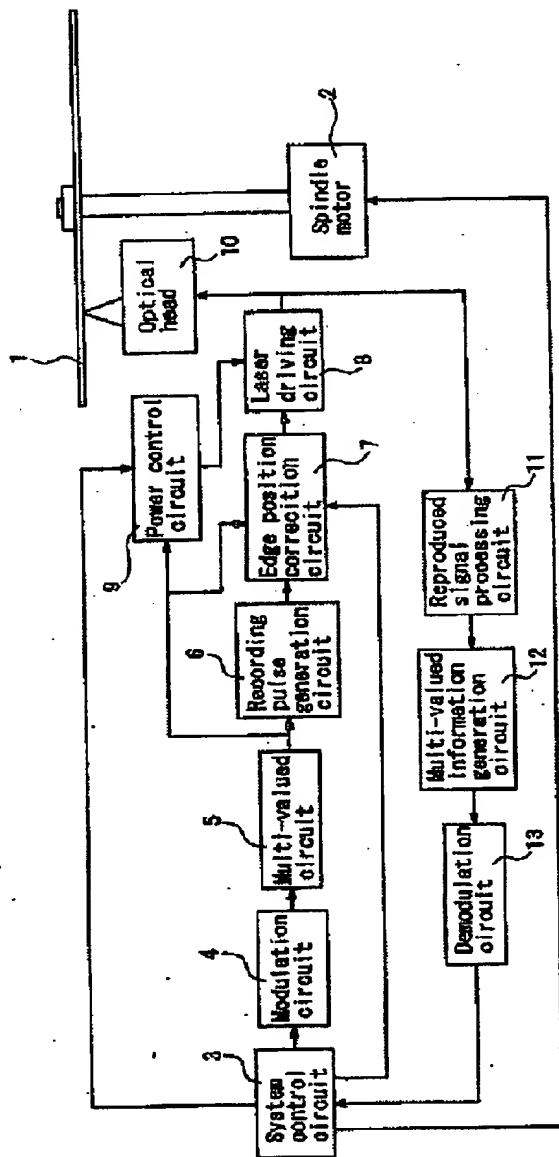 1
Spindle
motor
2
Optical
head
10
Power control
circuit
9
Laser
driving
circuit
8
Edge position
correcition
circuit
7
Recording
pulse
generation
circuit
6
Multi-valued
circuit
5
Modulation
circuit
4
System
control
circuit
3
Reproduced
signal
processing
circuit
11
Multi-valued
information
generation
circuit
12
Demodulation
circuit
13